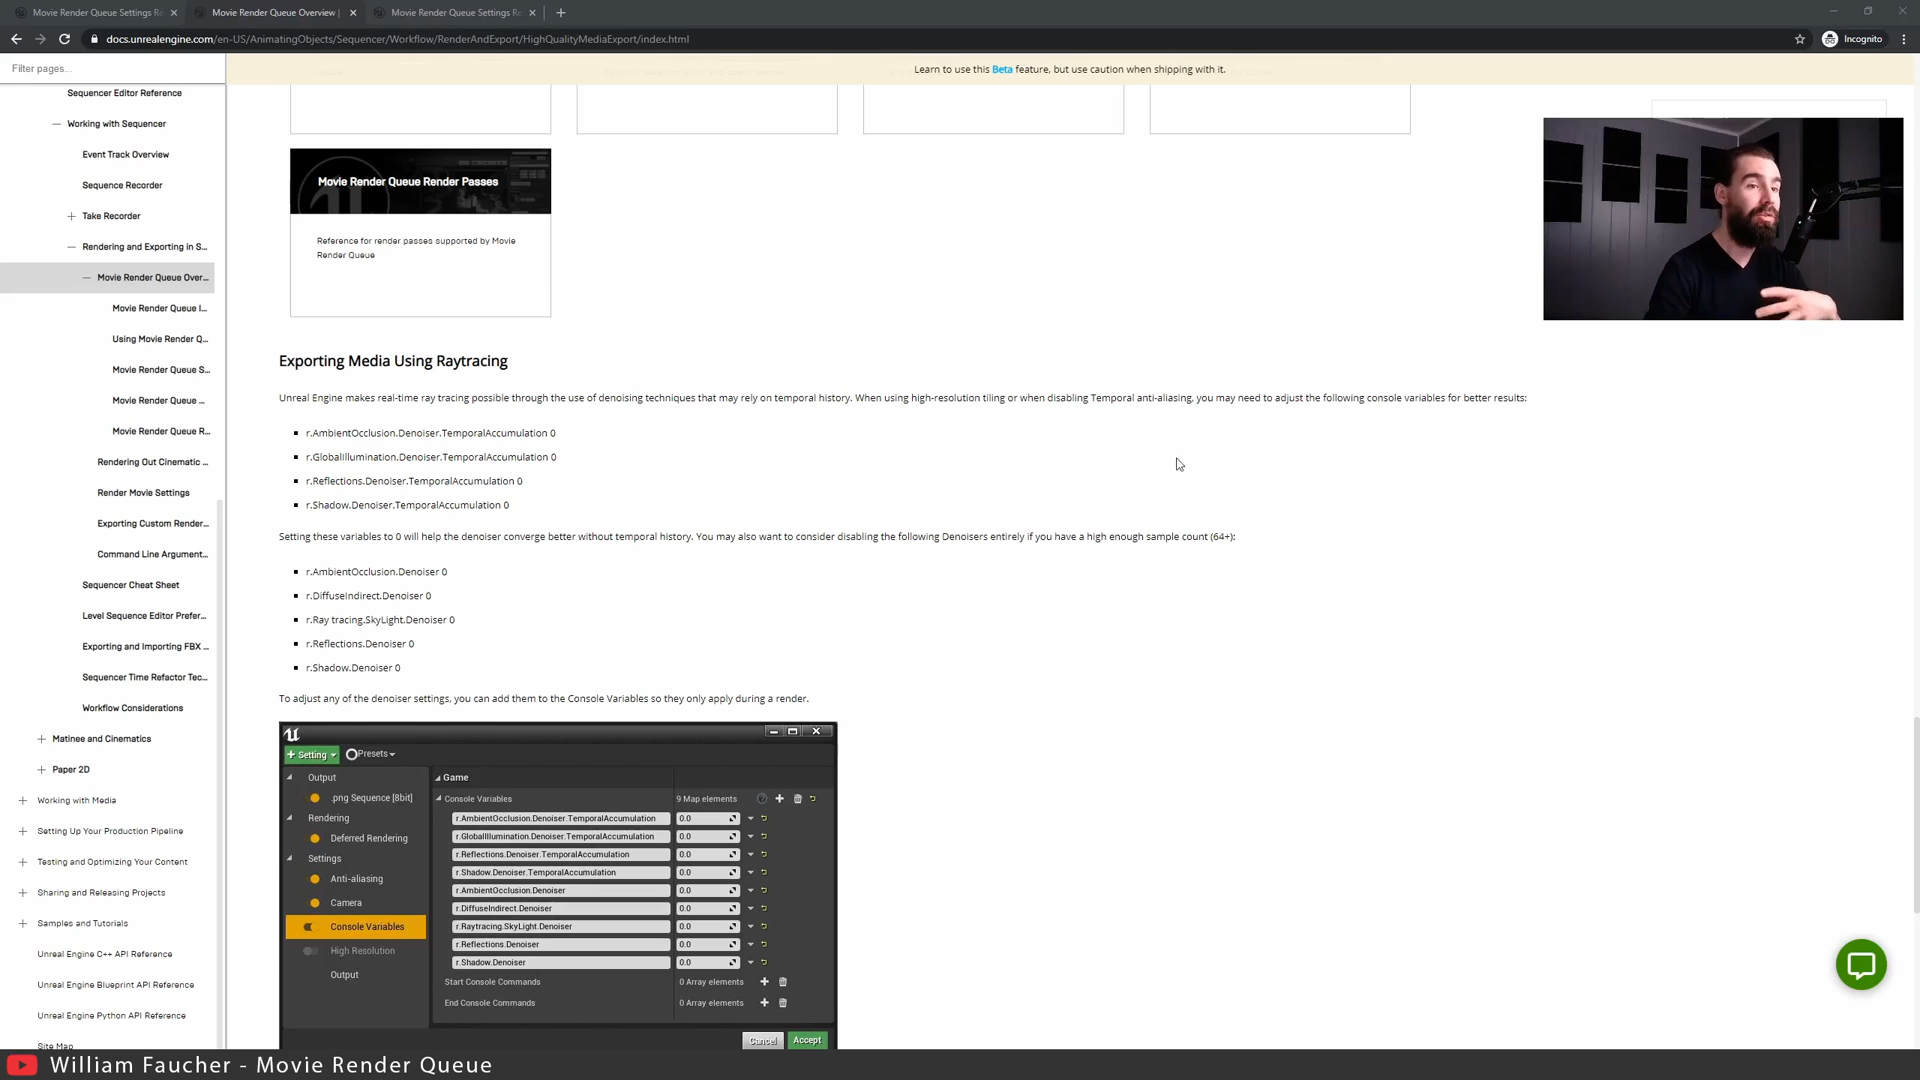 Movie Render Queue Settings Re
Movie Render Queue Overview |
Movie Render Queue Settings Re
docs.unrealengine.com/en-US/AnimatingObjects/Sequencer/Workflow/RenderAndExport/HighQualityMediaExport/index.html
Incognito
Filter pages...
Learn to use this Beta feature, but use caution when shipping with it.
Sequencer Editor Reference
Working with Sequencer
Event Track Overview
Sequence Recorder
Take Recorder
Rendering and Exporting in S...
Movie Render Queue Over...
Movie Render Queue I...
Using Movie Render Q...
Movie Render Queue S...
Movie Render Queue ...
Movie Render Queue R...
Rendering Out Cinematic ...
Render Movie Settings
Exporting Custom Render...
Command Line Argument...
Sequencer Cheat Sheet
Level Sequence Editor Prefer...
Exporting and Importing FBX ...
Sequencer Time Refactor Tec...
Workflow Considerations
Matinee and Cinematics
Paper 2D
Working with Media
Setting Up Your Production Pipeline
Testing and Optimizing Your Content
Sharing and Releasing Projects
Samples and Tutorials
Unreal Engine C++ API Reference
Unreal Engine Blueprint API Reference
Unreal Engine Python API Reference
Site Map
Movie Render Queue Render Passes
Reference for render passes supported by Movie
Render Queue
Exporting Media Using Raytracing
Unreal Engine makes real-time ray tracing possible through the use of denoising techniques that may rely on temporal history. When using high-resolution tiling or when disabling Temporal anti-aliasing, you may need to adjust the following console variables for better results:
r.AmbientOcclusion.Denoiser.TemporalAccumulation 0
r.GlobalIllumination.Denoiser.TemporalAccumulation 0
r.Reflections.Denoiser.TemporalAccumulation 0
r.Shadow.Denoiser.TemporalAccumulation 0
Setting these variables to 0 will help the denoiser converge better without temporal history. You may also want to consider disabling the following Denoisers entirely if you have a high enough sample count (64+):
r.AmbientOcclusion.Denoiser 0
r.DiffuseIndirect.Denoiser 0
r.Ray tracing.SkyLight.Denoiser 0
r.Reflections.Denoiser 0
r.Shadow.Denoiser 0
To adjust any of the denoiser settings, you can add them to the Console Variables so they only apply during a render.
+ Setting Presets
Output
.png Sequence [8bit]
Rendering
Deferred Rendering
Settings
Anti-aliasing
Camera
Console Variables
High Resolution
Output
Game
Console Variables 9 Map elements
r.AmbientOcclusion.Denoiser.TemporalAccumulation 0.0
r.GlobalIllumination.Denoiser.TemporalAccumulation 0.0
r.Reflections.Denoiser.TemporalAccumulation 0.0
r.Shadow.Denoiser.TemporalAccumulation 0.0
r.AmbientOcclusion.Denoiser 0.0
r.DiffuseIndirect.Denoiser 0.0
r.Raytracing.SkyLight.Denoiser 0.0
r.Reflections.Denoiser 0.0
r.Shadow.Denoiser 0.0
Start Console Commands 0 Array elements
End Console Commands 0 Array elements
Cancel Accept
William Faucher - Movie Render Queue